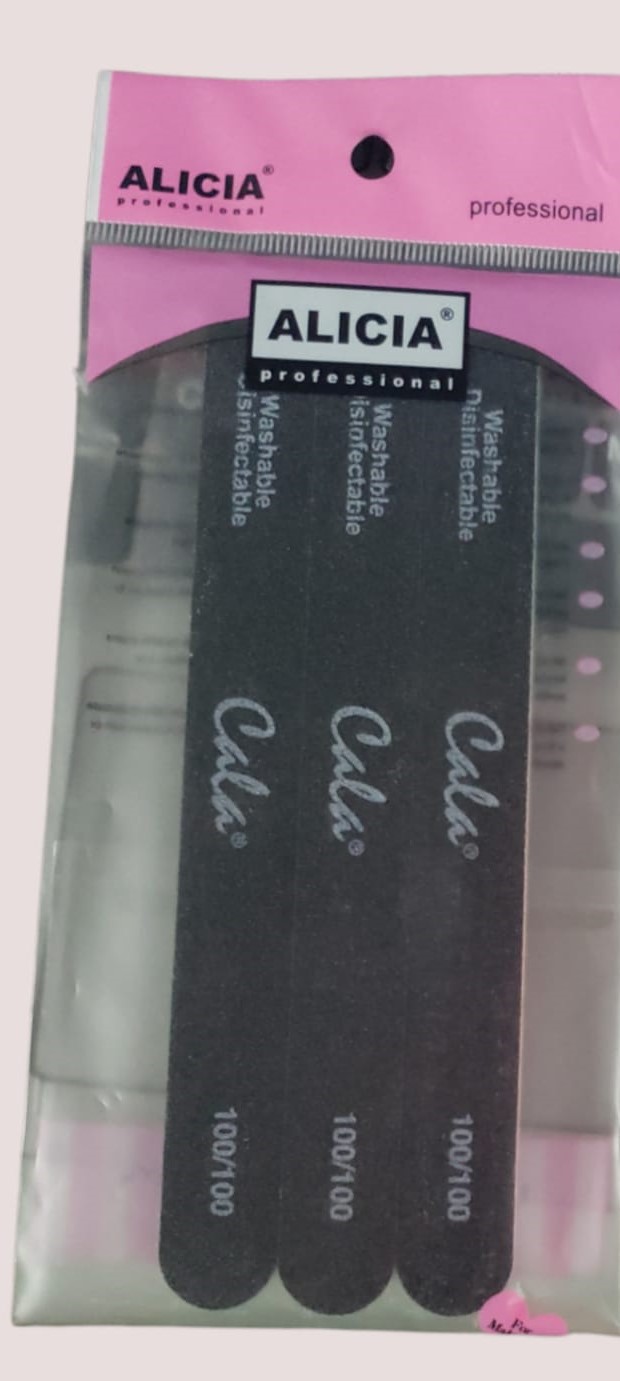 ALICIA®
professional
professional
ALICIA®
professional
Washable
Disinfectable
Washable
Disinfectable
Washable
Disinfectable
Cala®
Cala®
Cala®
100/100
100/100
100/100
For